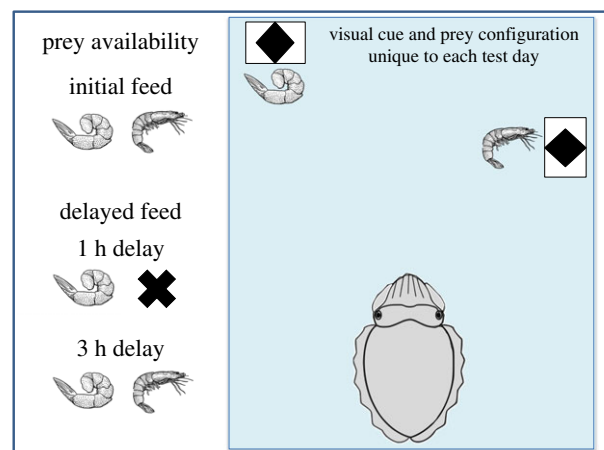 prey availability
initial feed
delayed feed
1 h delay
3 h delay
visual cue and prey configuration
unique to each test day